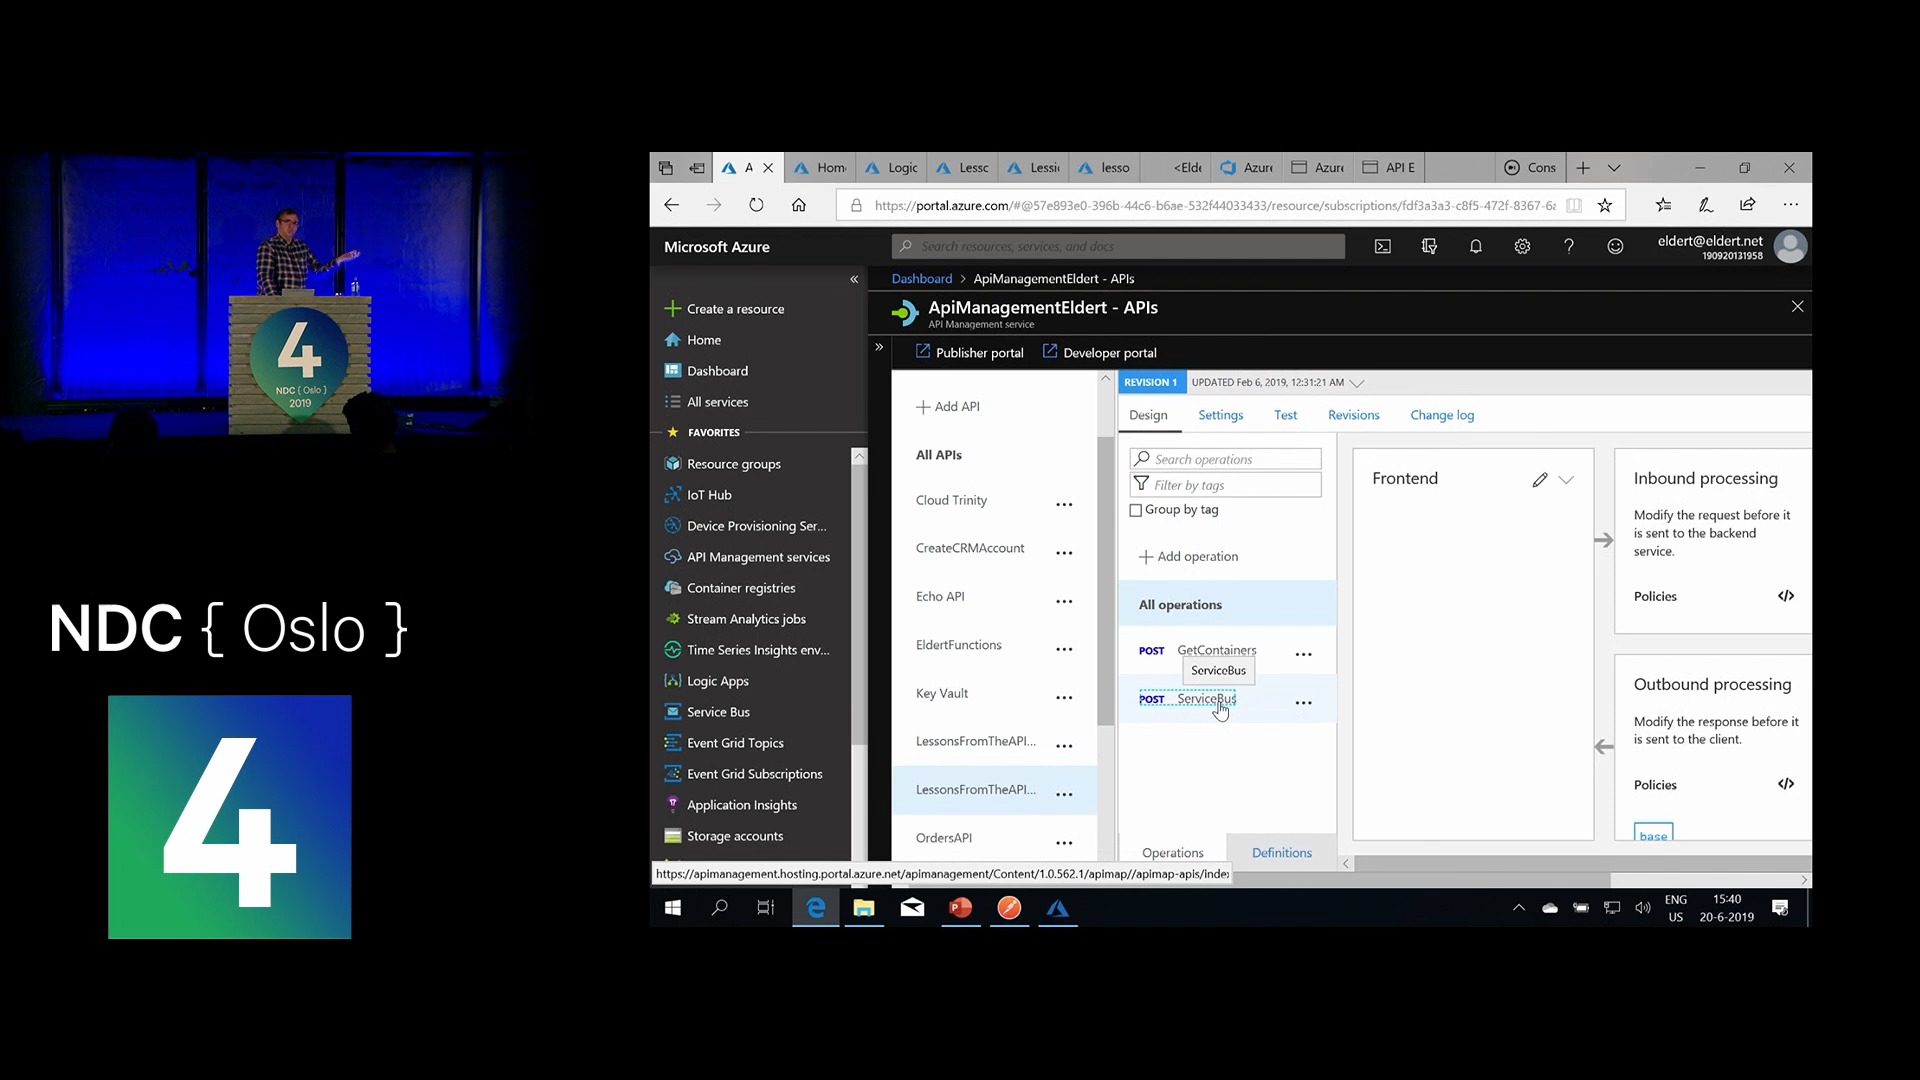 4
NDC { Oslo }
2019
NDC { Oslo }
4
A
Hom
Logic
Lessc
Lessi
lesso
<Elde
Azure
Azure
API E
Cons
https://portal.azure.com/#@57e893e0-396b-44c6-b6ae-532f44033433/resource/subscriptions/fdf3a3a3-c8f5-472f-8367-6
Microsoft Azure
Search resources, services, and docs
eldert@eldert.net
190920131958
Create a resource
Home
Dashboard
All services
FAVORITES
Resource groups
IoT Hub
Device Provisioning Ser...
API Management services
Container registries
Stream Analytics jobs
Time Series Insights env...
Logic Apps
Service Bus
Event Grid Topics
Event Grid Subscriptions
Application Insights
Storage accounts
Dashboard > ApiManagementEldert - APIs
ApiManagementEldert - APIs
API Management service
Publisher portal
Developer portal
Add API
All APIs
Cloud Trinity
CreateCRMAccount
Echo API
EldertFunctions
Key Vault
LessonsFromTheAPI...
LessonsFromTheAPI...
OrdersAPI
REVISION 1
UPDATED Feb 6, 2019, 12:31:21 AM
Design
Settings
Test
Revisions
Change log
Search operations
Filter by tags
Group by tag
Add operation
All operations
POST GetContainers
ServiceBus
POST ServiceBus
Operations
Definitions
Frontend
Inbound processing
Modify the request before it
is sent to the backend
service.
Policies
Outbound processing
Modify the response before it
is sent to the client.
Policies
base
https://apimanagement.hosting.portal.azure.net/apimanagement/Content/1.0.562.1/apimap//apimap-apis/index
ENG
US
15:40
20-6-2019